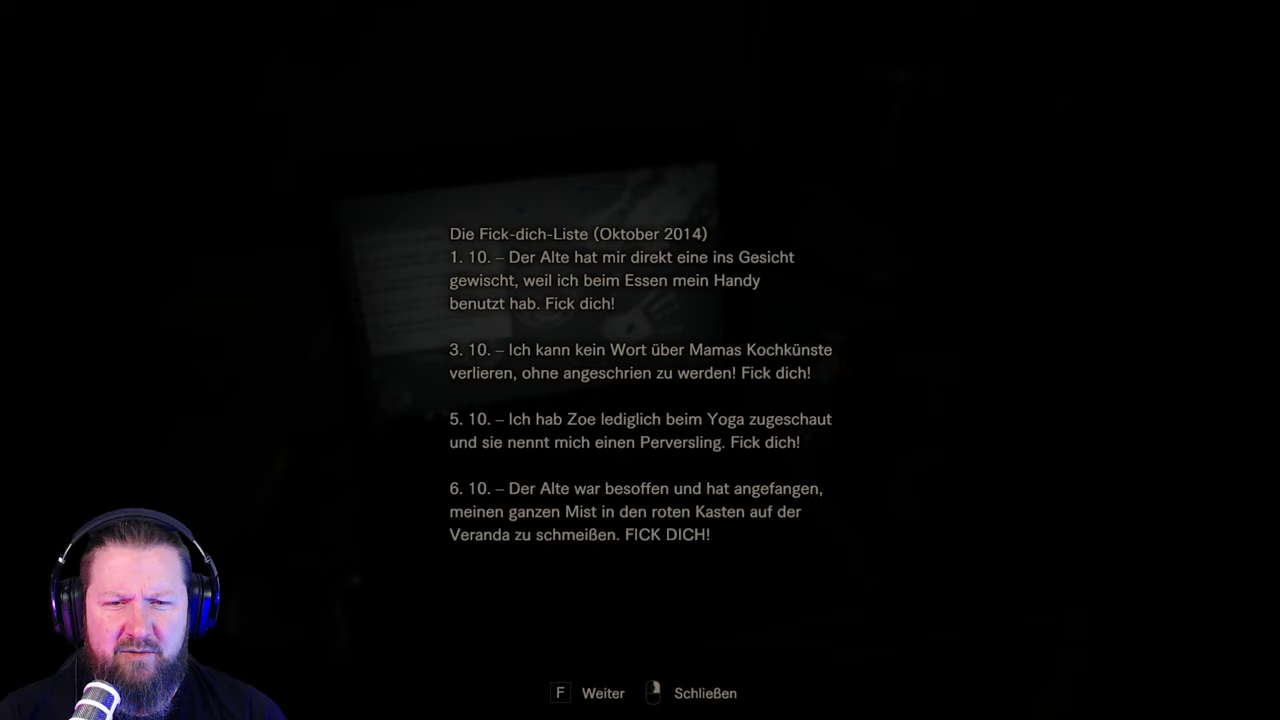 Die Fick-dich-Liste (Oktober 2014)
1. 10. – Der Alte hat mir direkt eine ins Gesicht
gewischt, weil ich beim Essen mein Handy
benutzt hab. Fick dich!
3. 10. – Ich kann kein Wort über Mamas Kochkünste
verlieren, ohne angeschrien zu werden! Fick dich!
5. 10. – Ich hab Zoe lediglich beim Yoga zugeschaut
und sie nennt mich einen Perversling. Fick dich!
6. 10. – Der Alte war besoffen und hat angefangen,
meinen ganzen Mist in den roten Kasten auf der
Veranda zu schmeißen. FICK DICH!
F Weiter Schließen